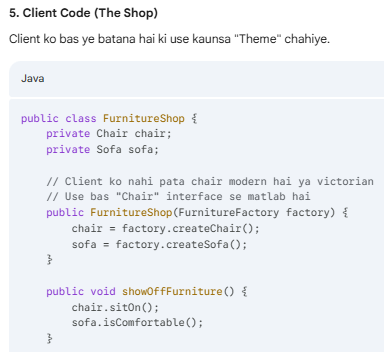 5. Client Code (The Shop)
Client ko bas ye batana hai ki use kaunsa "Theme" chahiye.
Java
public class FurnitureShop {
    private Chair chair;
    private Sofa sofa;
    // Client ko nahi pata chair modern hai ya victorian
    // Use bas "Chair" interface se matlab hai
    public FurnitureShop(FurnitureFactory factory) {
        chair = factory.createChair();
        sofa = factory.createSofa();
    }
    public void showOffFurniture() {
        chair.sitOn();
        sofa.isComfortable();
    }